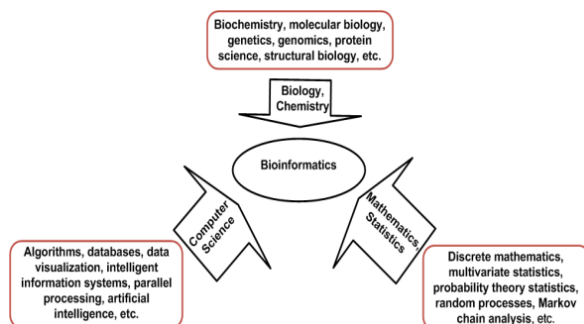 Biochemistry, molecular biology,
genetics, genomics, protein
science, structural biology, etc.
Biology,
Chemistry
Bioinformatics
Computer
Science
Mathematics,
Statistics
Algorithms, databases, data
visualization, intelligent
information systems, parallel
processing, artificial
intelligence, etc.
Discrete mathematics,
multivariate statistics,
probability theory statistics,
random processes, Markov
chain analysis, etc.